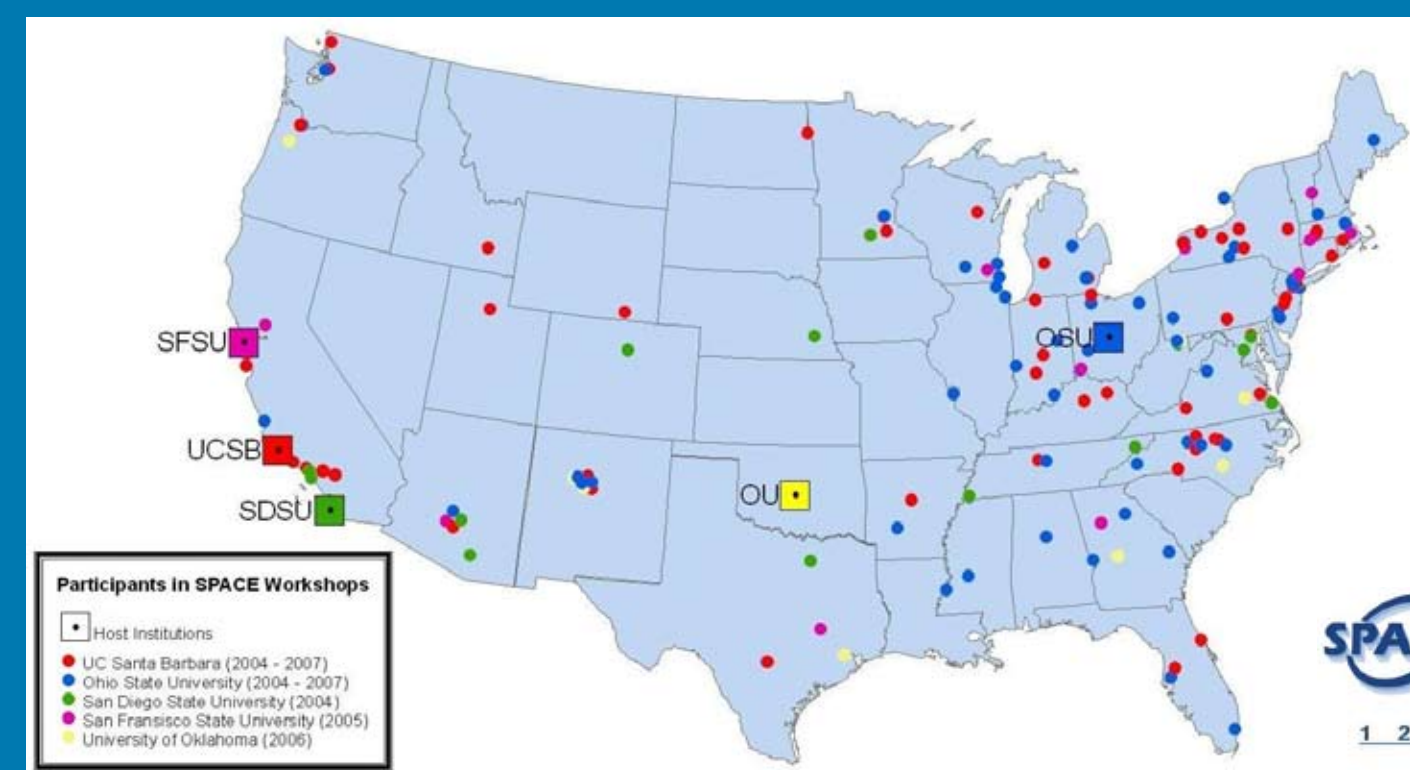 SFSU
OSU
UCSB
OU
SDSU
Participants in SPACE Workshops
Host Institutions
UC Santa Barbara (2004 - 2007)
Ohio State University (2004 - 2007)
San Diego State University (2004)
San Fransisco State University (2005)
University of Oklahoma (2006)
SPA
1 2